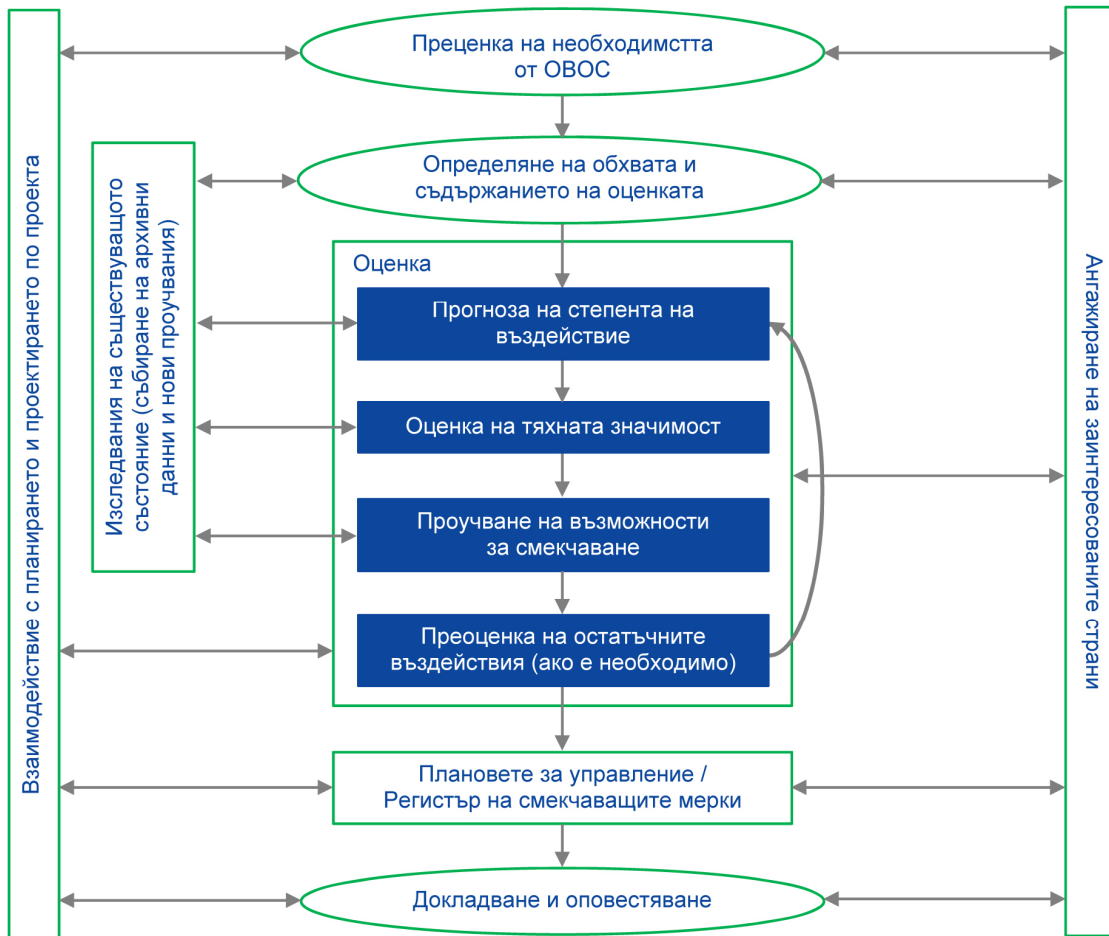 Взаимодействие с планирането и проектирането по проекта
Преценка на необходимстта
от ОВОС
Изследвания на съществуващото
състояние (събиране на архивни
данни и нови проучвания)
Определяне на обхвата и
съдържанието на оценката
Оценка
Прогноза на степента на
въздействие
Оценка на тяхната значимост
Проучване на възможности
за смекчаване
Преоценка на остатъчните
въздействия (ако е необходимо)
Плановете за управление /
Регистър на смекчаващите мерки
Докладване и оповестяване
Ангажиране на заинтересованите страни